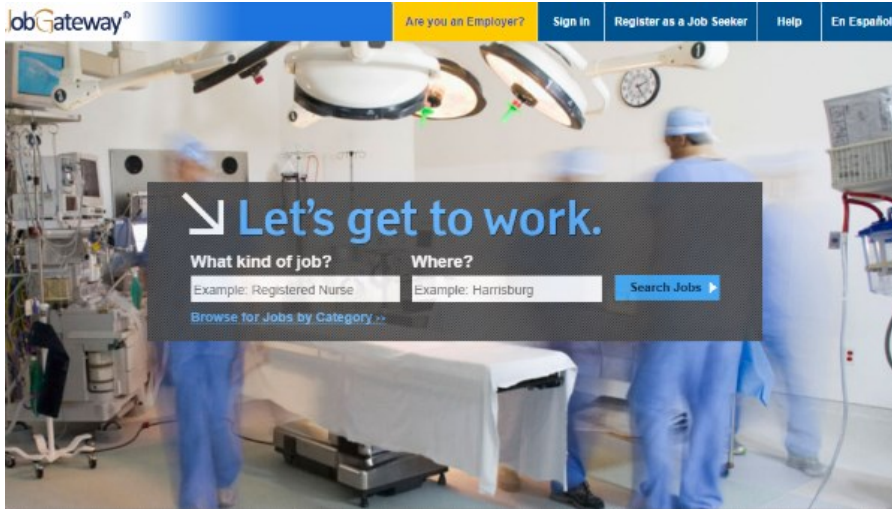 JobGateway®
Are you an Employer?
Sign in
Register as a Job Seeker
Help
En Español
Let's get to work.
What kind of job?
Where?
Example: Registered Nurse
Example: Harrisburg
Search Jobs
Browse for Jobs by Category >>